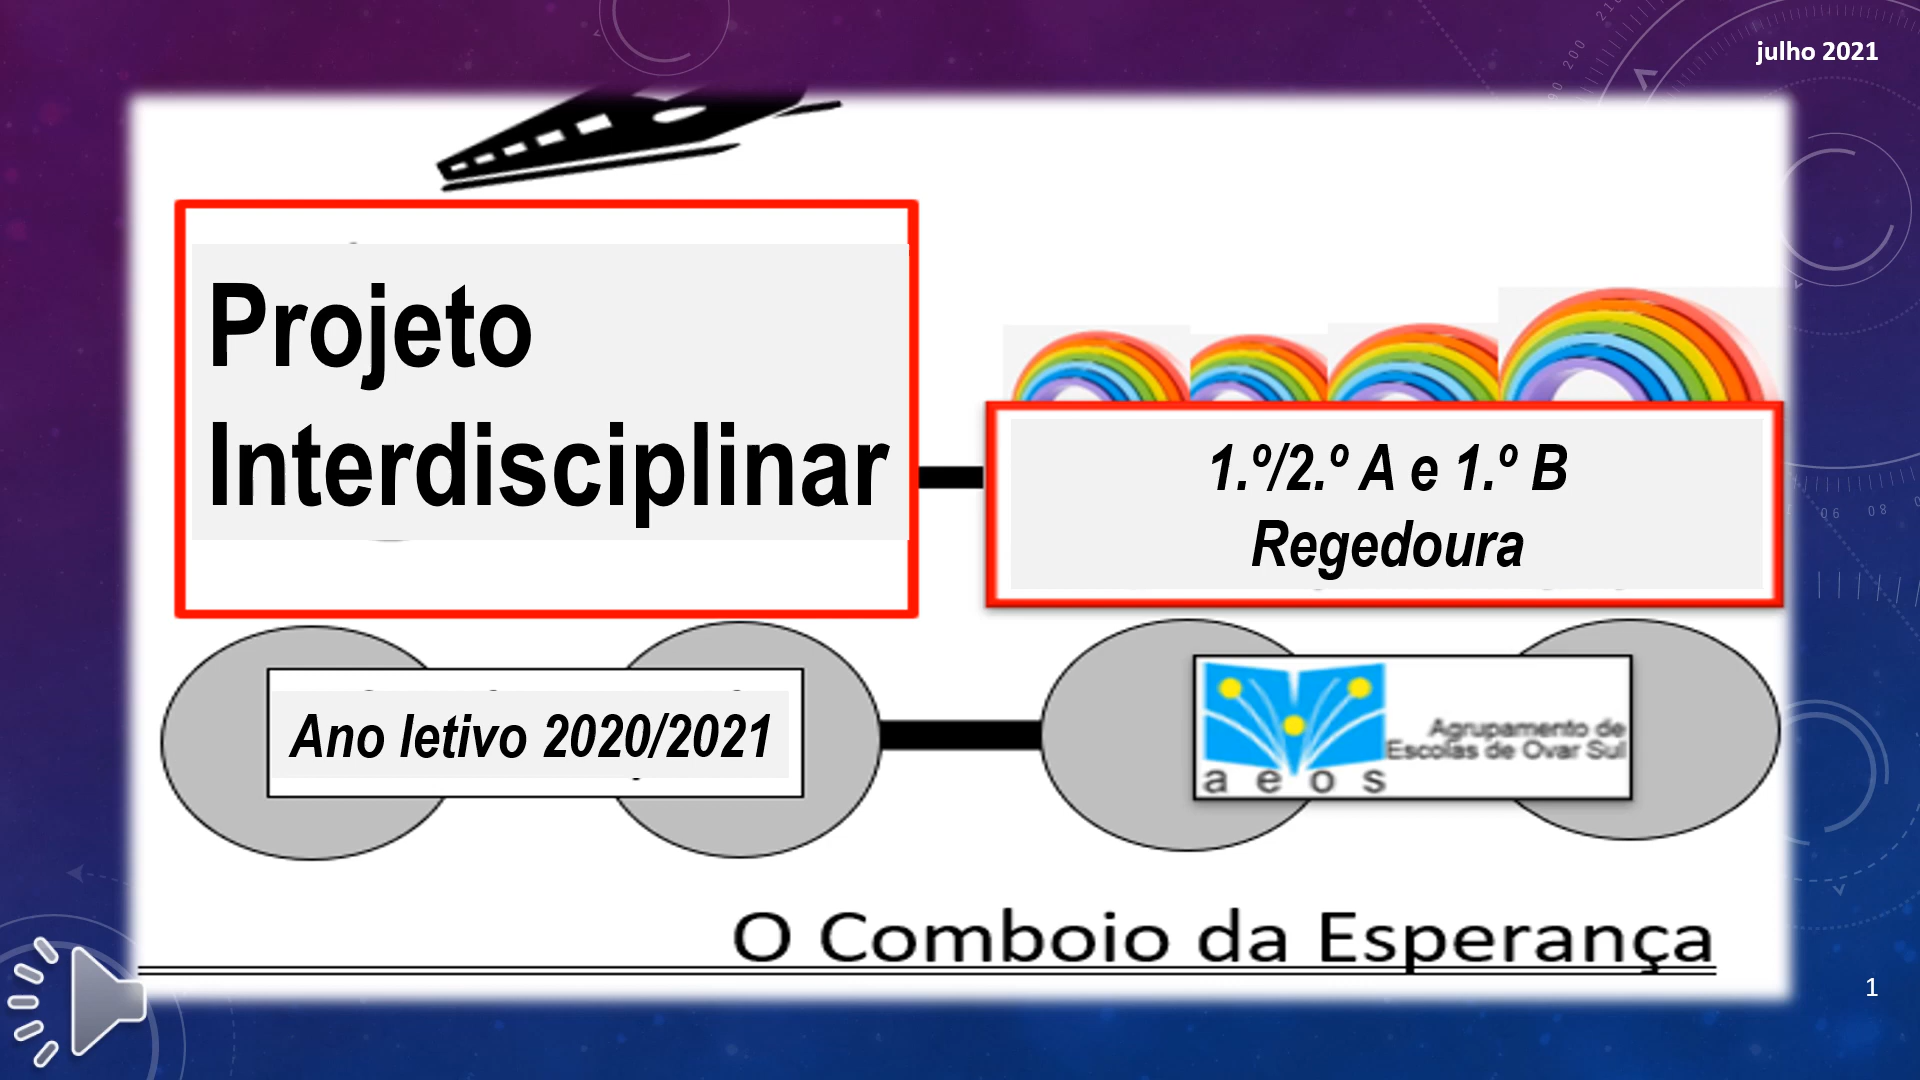 julho 2021
Projeto
Interdisciplinar
1.º/2.º A e 1.º B
Regedoura
Ano letivo 2020/2021
Agrupamento de
Escolas de Ovar Sul
a e o s
O Comboio da Esperança
1